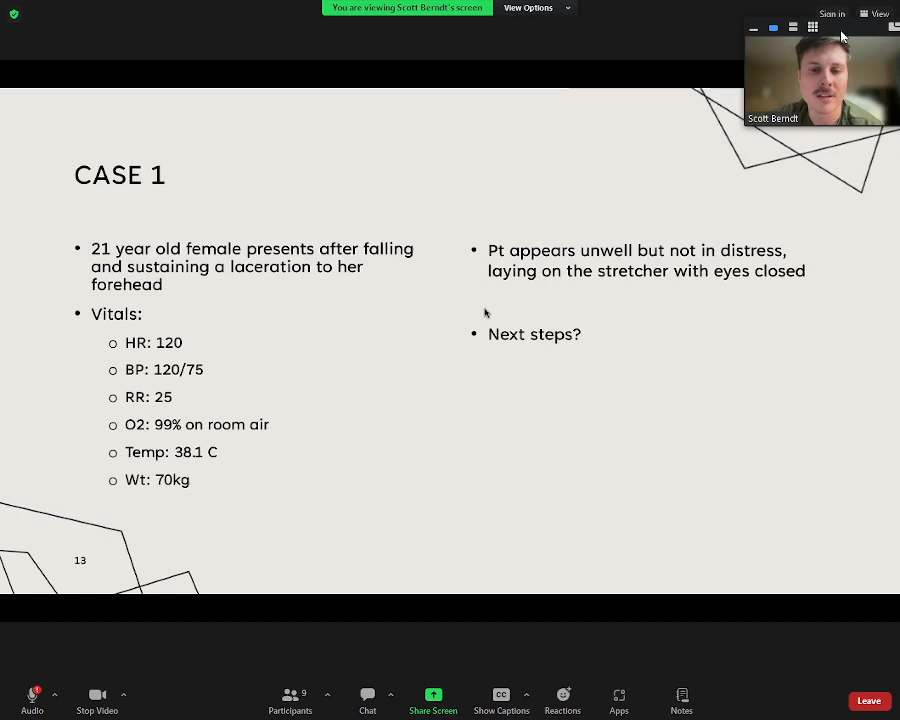 You are viewing Scott Berndt's screen
View Options
Sign in
View
Scott Berndt
CASE 1
• 21 year old female presents after falling
and sustaining a laceration to her
forehead
• Vitals:
o HR: 120
o BP: 120/75
o RR: 25
o O2: 99% on room air
o Temp: 38.1 C
o Wt: 70kg
• Pt appears unwell but not in distress,
laying on the stretcher with eyes closed
• Next steps?
13
Audio
Stop Video
9
Participants
Chat
Share Screen
CC
Show Captions
Reactions
Apps
Notes
Leave